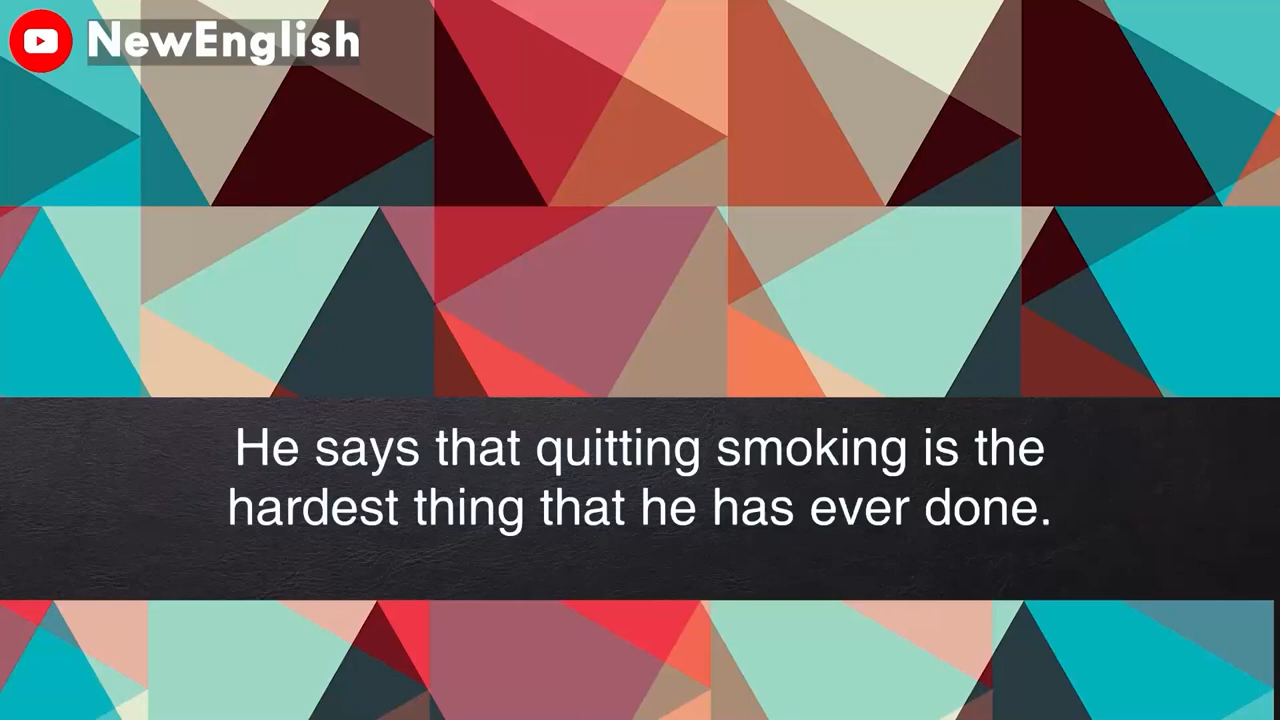 NewEnglish
He says that quitting smoking is the
hardest thing that he has ever done.